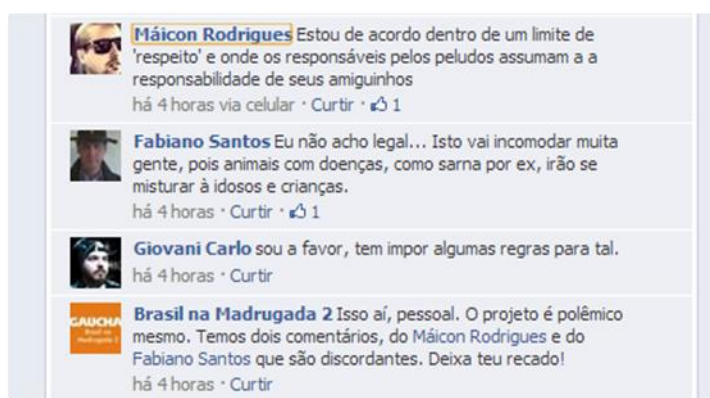 Máicon Rodrigues Estou de acordo dentro de um limite de
'respeito' e onde os responsáveis pelos peludos assumam a a
responsabilidade de seus amiguinhos
há 4 horas via celular · Curtir · 1
Fabiano Santos Eu não acho legal... Isto vai incomodar muita
gente, pois animais com doenças, como sarna por ex, irão se
misturar à idosos e crianças.
há 4 horas · Curtir · 1
Giovani Carlo sou a favor, tem impor algumas regras para tal.
há 4 horas · Curtir
GAUCHA
Brasil na
Madrugada 2
Brasil na Madrugada 2 Isso aí, pessoal. O projeto é polêmico
mesmo. Temos dois comentários, do Máicon Rodrigues e do
Fabiano Santos que são discordantes. Deixa teu recado!
há 4 horas · Curtir